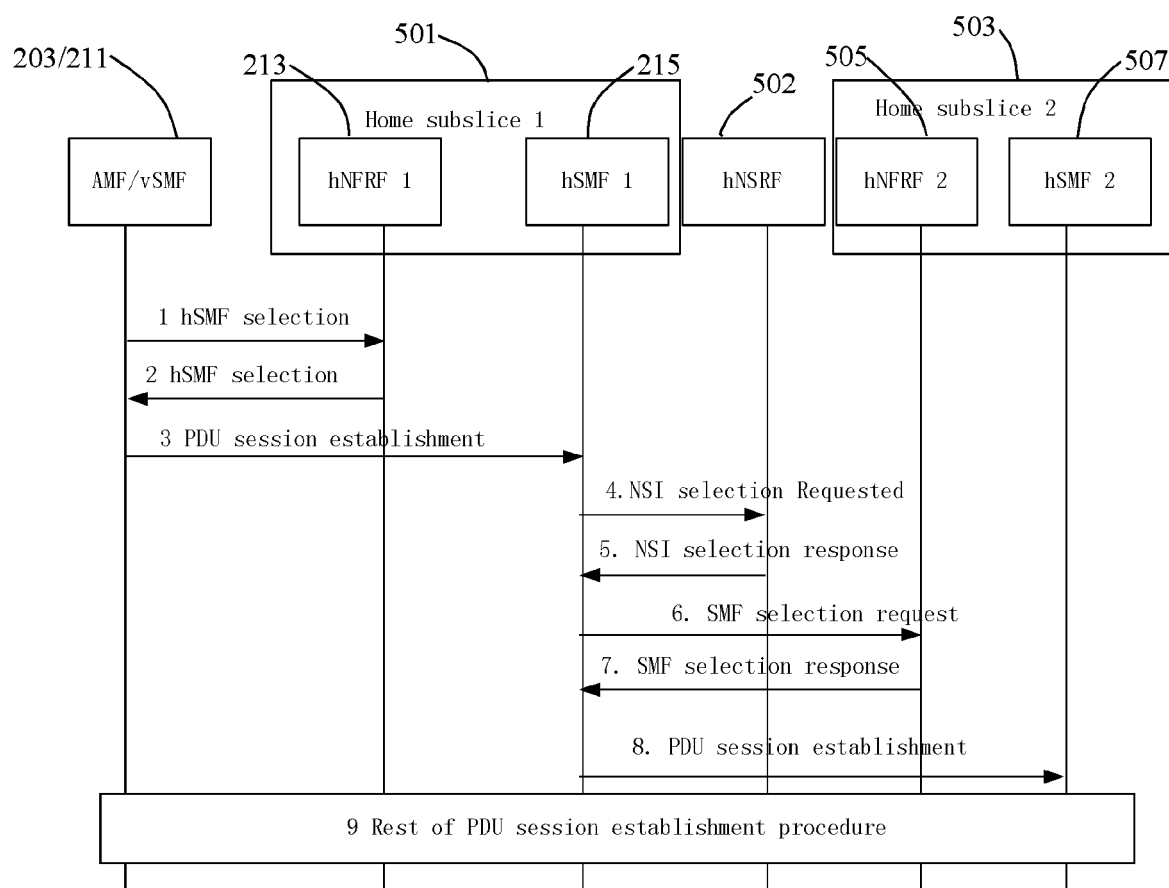 501
503
203/211
213
215
505
507
502
Home subslice 1
Home subslice 2
AMF/vSMF
hNFRF 1
hSMF 1
hNSRF
hNFRF 2
hSMF 2
1 hSMF selection
2 hSMF selection
3 PDU session establishment
4.NSI selection Requested
5. NSI selection response
6. SMF selection request
7. SMF selection response
8. PDU session establishment
9 Rest of PDU session establishment procedure